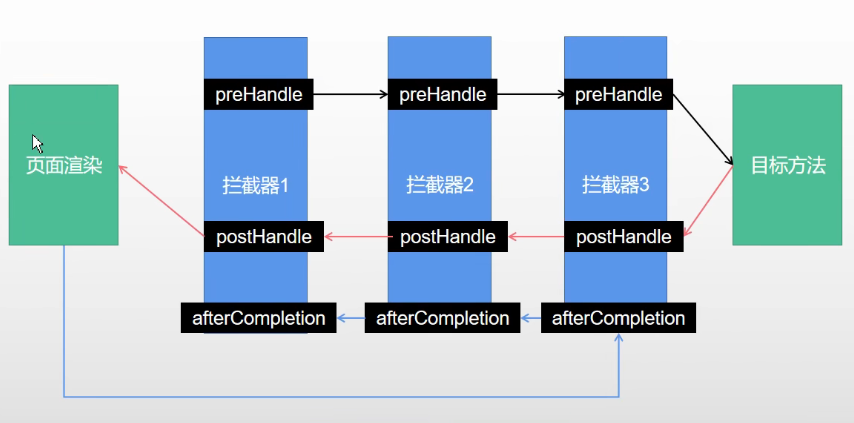 preHandle
preHandle
preHandle
页面渲染
拦截器1
拦截器2
拦截器3
目标方法
postHandle
postHandle
postHandle
afterCompletion
afterCompletion
afterCompletion